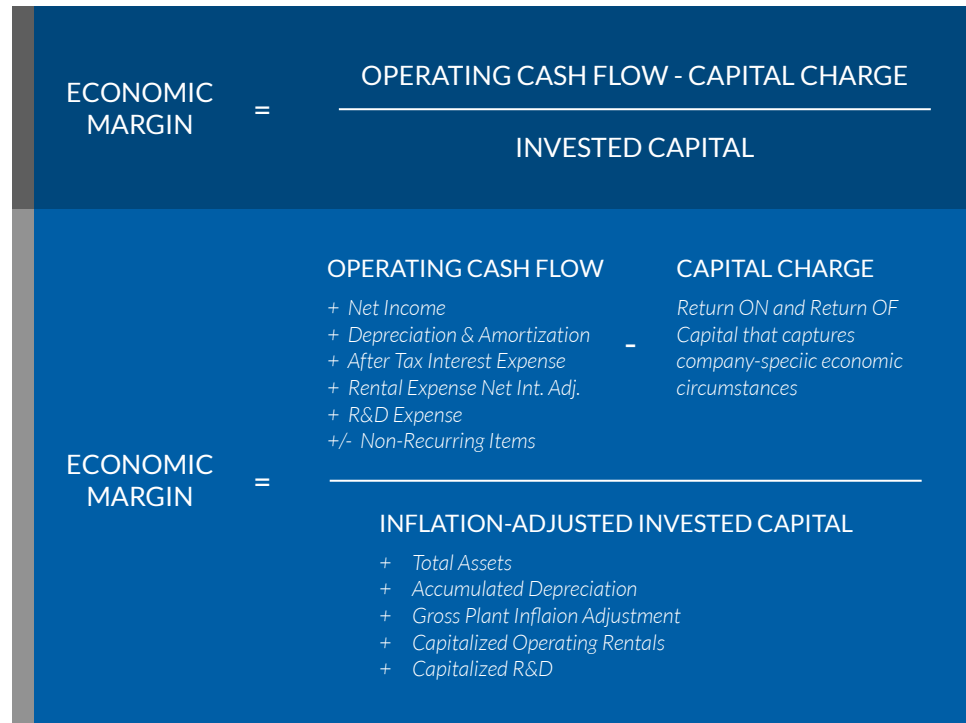 ECONOMIC
MARGIN
=
OPERATING CASH FLOW - CAPITAL CHARGE
INVESTED CAPITAL
ECONOMIC
MARGIN
=
OPERATING CASH FLOW
+ Net Income
+ Depreciation & Amortization
+ After Tax Interest Expense
+ Rental Expense Net Int. Adj.
+ R&D Expense
+/- Non-Recurring Items
-
CAPITAL CHARGE
Return ON and Return OF
Capital that captures
company-speciic economic
circumstances
INFLATION-ADJUSTED INVESTED CAPITAL
+ Total Assets
+ Accumulated Depreciation
+ Gross Plant Inflaion Adjustment
+ Capitalized Operating Rentals
+ Capitalized R&D